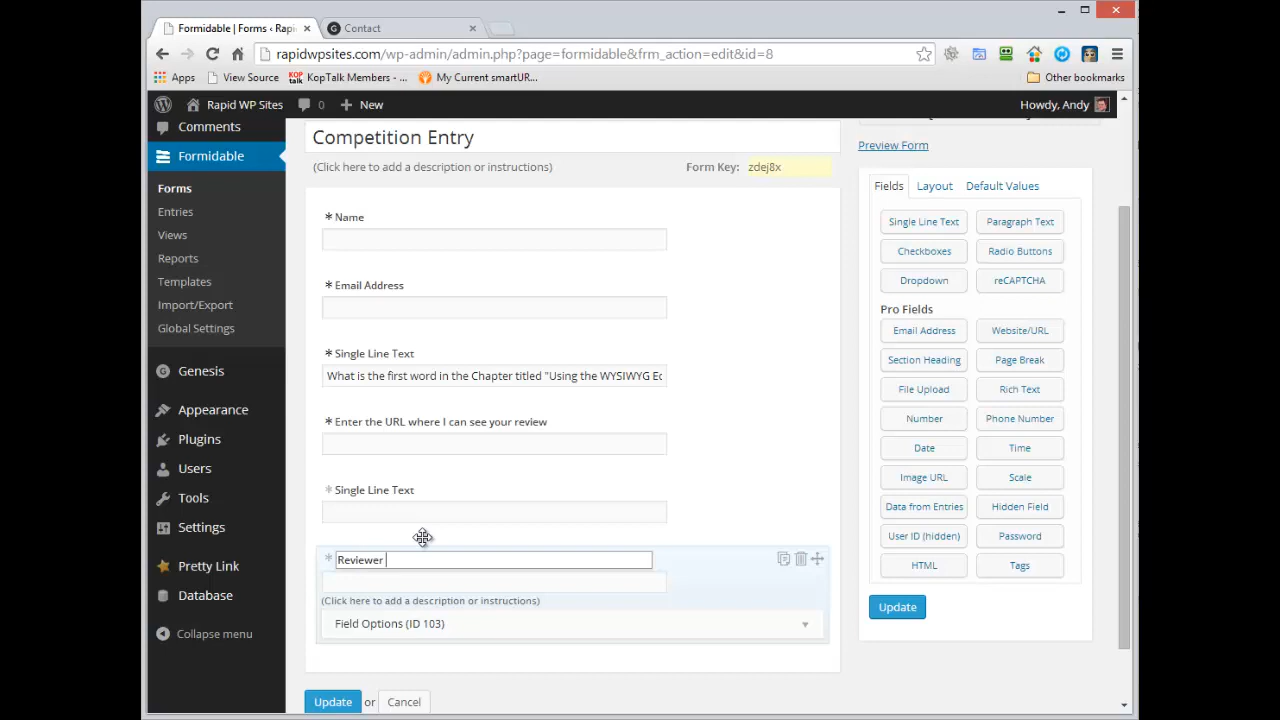 Formidable | Forms ‹ Rapi ×
Contact ×
rapidwpsites.com/wp-admin/admin.php?page=formidable&frm_action=edit&id=8
Apps View Source KOP talk KopTalk Members - ... My Current smartUR... Other bookmarks
Rapid WP Sites 0 New Howdy, Andy
Comments
Formidable
Forms
Entries
Views
Reports
Templates
Import/Export
Global Settings
Genesis
Appearance
Plugins
Users
Tools
Settings
Pretty Link
Database
Collapse menu
Competition Entry
(Click here to add a description or instructions) Form Key: zdej8x
* Name
* Email Address
* Single Line Text
What is the first word in the Chapter titled "Using the WYSIWYG Ec
* Enter the URL where I can see your review
* Single Line Text
* Reviewer
(Click here to add a description or instructions)
Field Options (ID 103)
Update or Cancel
Preview Form
Fields Layout Default Values
Single Line Text Paragraph Text
Checkboxes Radio Buttons
Dropdown reCAPTCHA
Pro Fields
Email Address Website/URL
Section Heading Page Break
File Upload Rich Text
Number Phone Number
Date Time
Image URL Scale
Data from Entries Hidden Field
User ID (hidden) Password
HTML Tags
Update